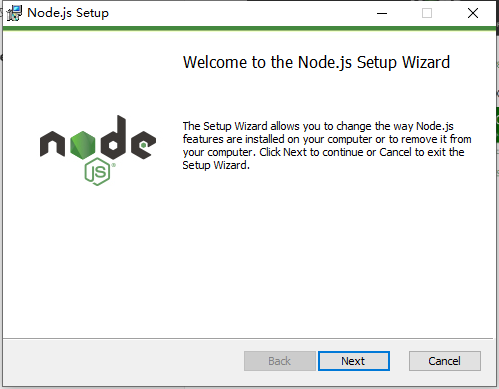 Node.js Setup
Welcome to the Node.js Setup Wizard
node
JS
The Setup Wizard allows you to change the way Node.js
features are installed on your computer or to remove it from
your computer. Click Next to continue or Cancel to exit the
Setup Wizard.
Back Next Cancel